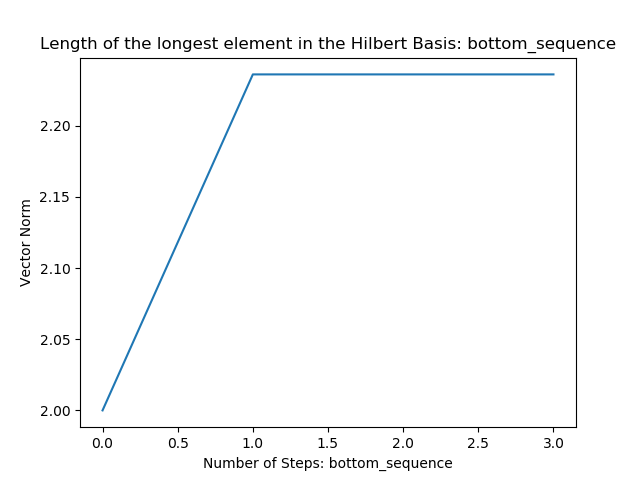 Length of the longest element in the Hilbert Basis: bottom_sequence
Vector Norm
2.20
2.15
2.10
2.05
2.00
0.0 0.5 1.0 1.5 2.0 2.5 3.0
Number of Steps: bottom_sequence